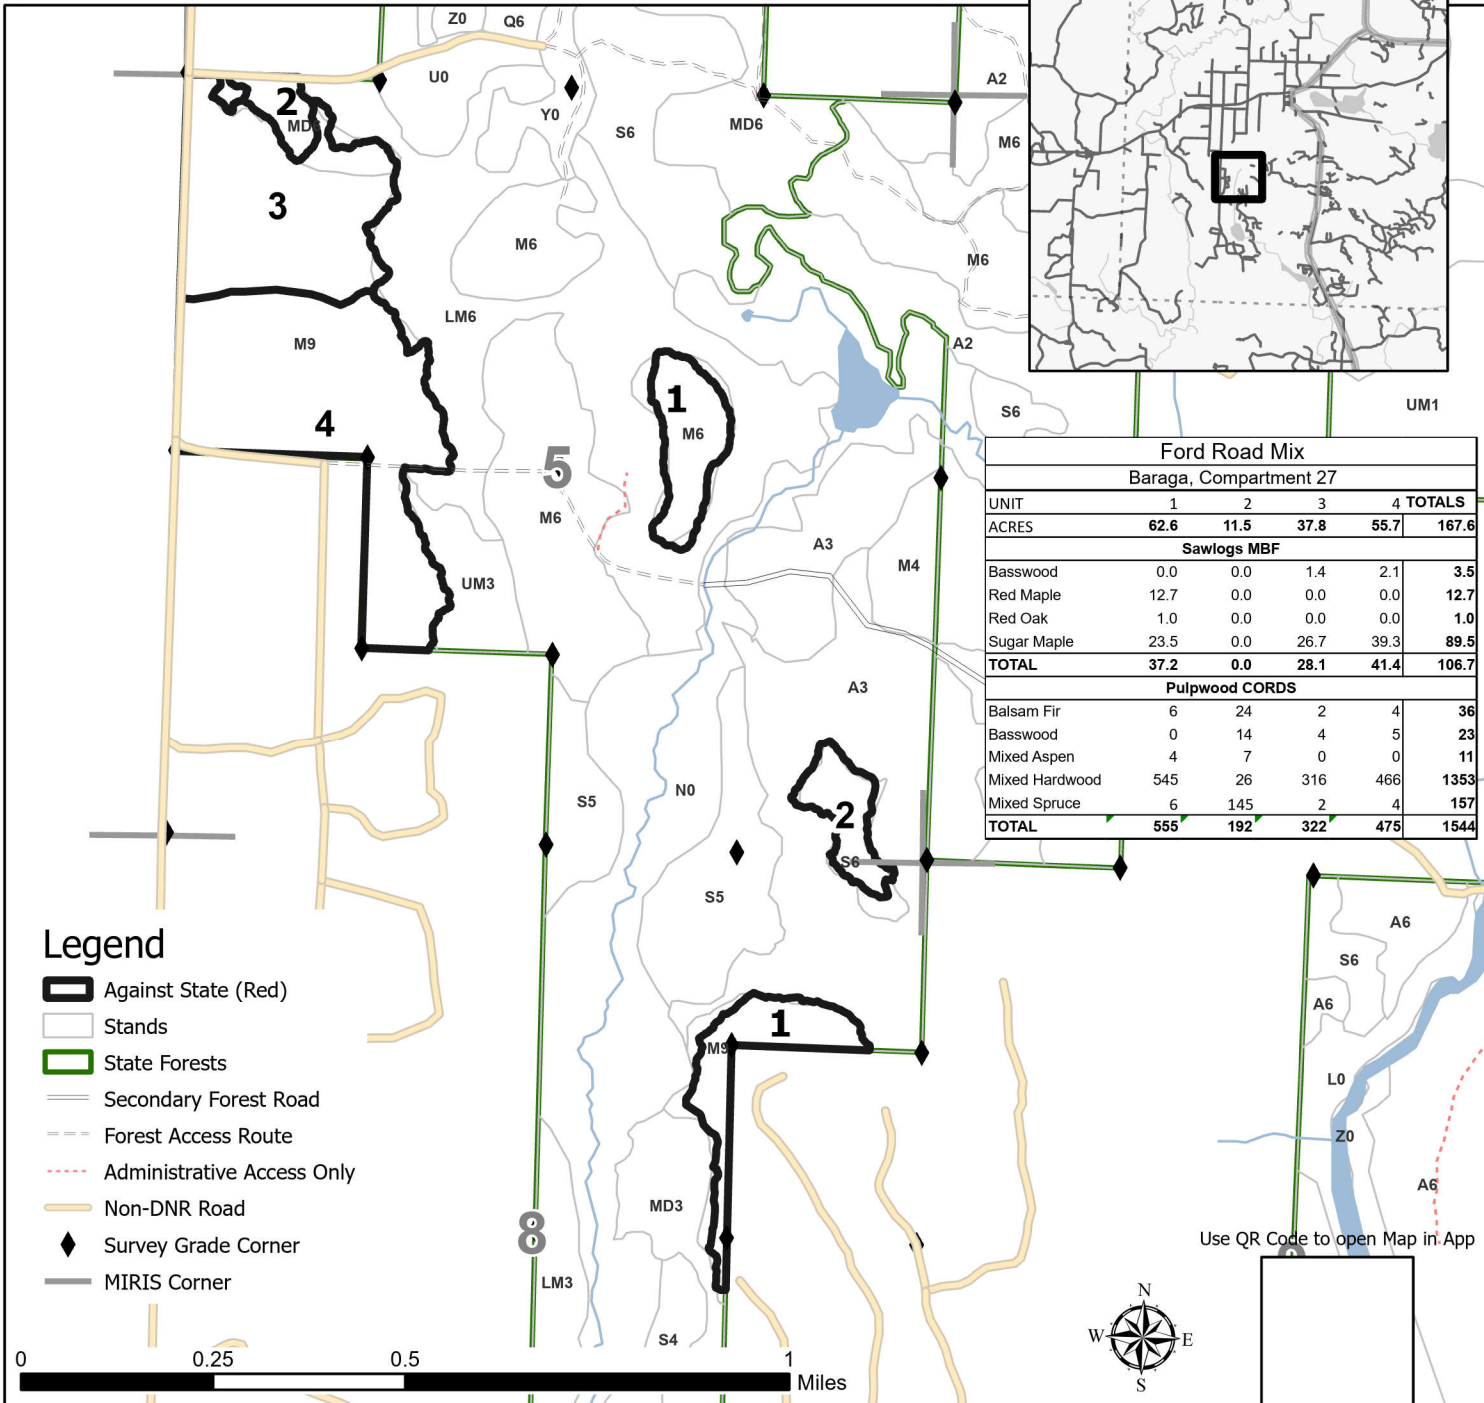 Z0
Q6
U0
A2
Y0
2
MD6
S6
MD6
M6
3
M6
M6
LM6
M9
A2
1
M6
S6
UM1
4
5
M6
A3
M4
UM3
Ford Road Mix
Baraga, Compartment 27
UNIT 1 2 3 4 TOTALS
ACRES 62.6 11.5 37.8 55.7 167.6
Sawlogs MBF
Basswood 0.0 0.0 1.4 2.1 3.5
Red Maple 12.7 0.0 0.0 0.0 12.7
Red Oak 1.0 0.0 0.0 0.0 1.0
Sugar Maple 23.5 0.0 26.7 39.3 89.5
TOTAL 37.2 0.0 28.1 41.4 106.7
Pulpwood CORDS
Balsam Fir 6 24 2 4 36
Basswood 0 14 4 5 23
Mixed Aspen 4 7 0 0 11
Mixed Hardwood 545 26 316 466 1353
Mixed Spruce 6 145 2 4 157
TOTAL 555 192 322 475 1544
A3
S5
N0
2
S6
S5
A6
S6
A6
1
M9
L0
Z0
A6
MD3
8
LM3
S4
Legend
Against State (Red)
Stands
State Forests
Secondary Forest Road
Forest Access Route
Administrative Access Only
Non-DNR Road
Survey Grade Corner
MIRIS Corner
Use QR Code to open Map in App
N
W E
S
0 0.25 0.5 1
Miles